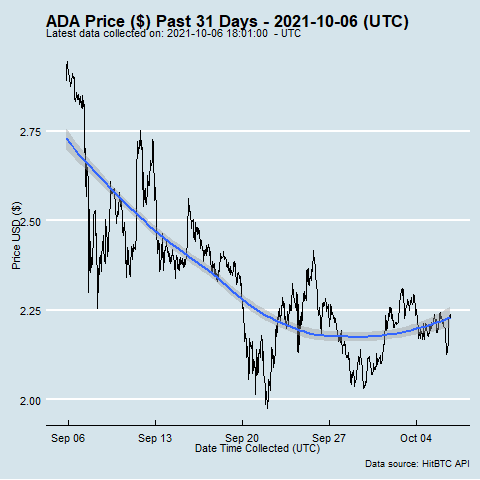 ADA Price ($) Past 31 Days - 2021-10-06 (UTC)
Latest data collected on: 2021-10-06 18:01:00 - UTC
Price USD ($)
2.75
2.50
2.25
2.00
Sep 06 Sep 13 Sep 20 Sep 27 Oct 04
Date Time Collected (UTC)
Data source: HitBTC API